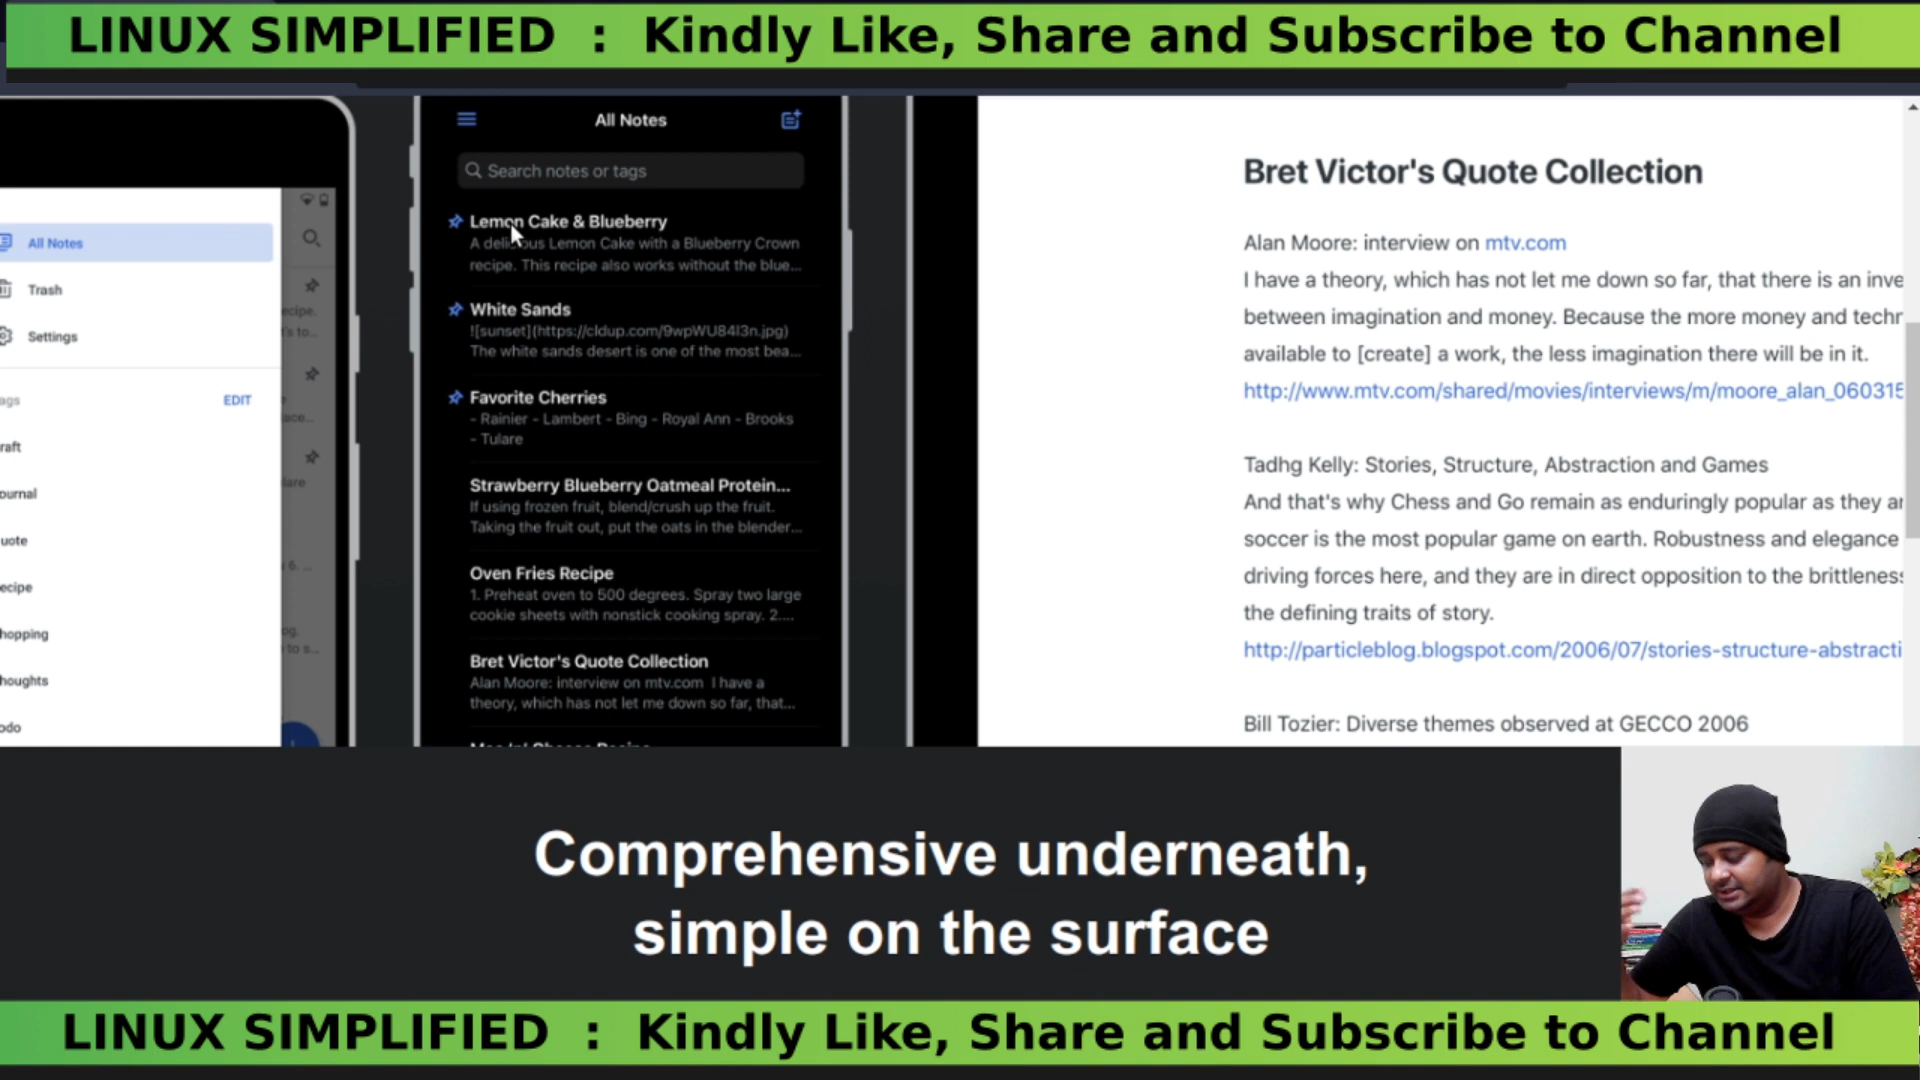 LINUX SIMPLIFIED : Kindly Like, Share and Subscribe to Channel
All Notes
Trash
Settings
EDIT
All Notes
Search notes or tags
Lemon Cake & Blueberry
A delicious Lemon Cake with a Blueberry Crown
recipe. This recipe also works without the blue...
White Sands
![sunset](https://cldup.com/9wpWU84I3n.jpg)
The white sands desert is one of the most bea...
Favorite Cherries
- Rainier - Lambert - Bing - Royal Ann - Brooks
- Tulare
Strawberry Blueberry Oatmeal Protein...
If using frozen fruit, blend/crush up the fruit.
Taking the fruit out, put the oats in the blender...
Oven Fries Recipe
1. Preheat oven to 500 degrees. Spray two large
cookie sheets with nonstick cooking spray. 2....
Bret Victor's Quote Collection
Alan Moore: interview on mtv.com I have a
theory, which has not let me down so far, that...
Bret Victor's Quote Collection
Alan Moore: interview on mtv.com
I have a theory, which has not let me down so far, that there is an inve
between imagination and money. Because the more money and techn
available to [create] a work, the less imagination there will be in it.
http://www.mtv.com/shared/movies/interviews/m/moore_alan_060315
Tadhg Kelly: Stories, Structure, Abstraction and Games
And that's why Chess and Go remain as enduringly popular as they ar
soccer is the most popular game on earth. Robustness and elegance
driving forces here, and they are in direct opposition to the brittleness
the defining traits of story.
http://particleblog.blogspot.com/2006/07/stories-structure-abstracti
Bill Tozier: Diverse themes observed at GECCO 2006
Comprehensive underneath,
simple on the surface
LINUX SIMPLIFIED : Kindly Like, Share and Subscribe to Channel